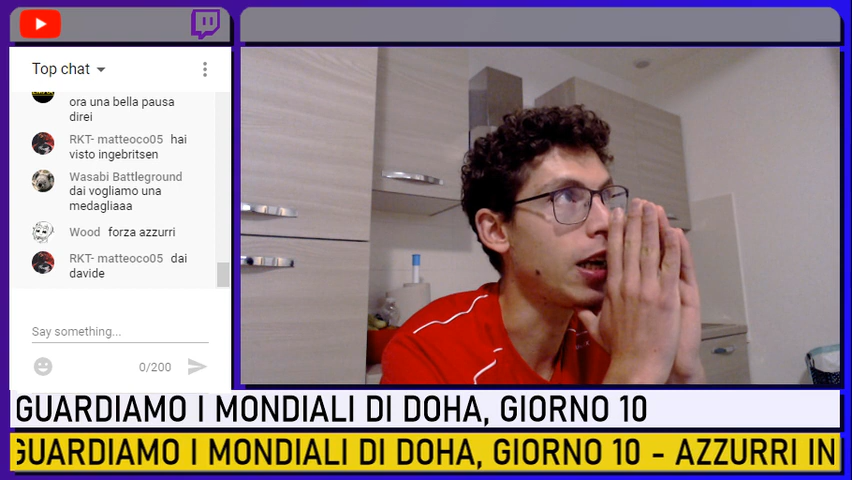 Top chat
ora una bella pausa
direi
RKT- matteoco05 hai
visto ingebritsen
Wasabi Battleground
dai vogliamo una
medagliaaa
Wood forza azzurri
RKT- matteoco05 dai
davide
Say something...
0/200
GUARDIAMO I MONDIALI DI DOHA, GIORNO 10
GUARDIAMO I MONDIALI DI DOHA, GIORNO 10 - AZZURRI IN